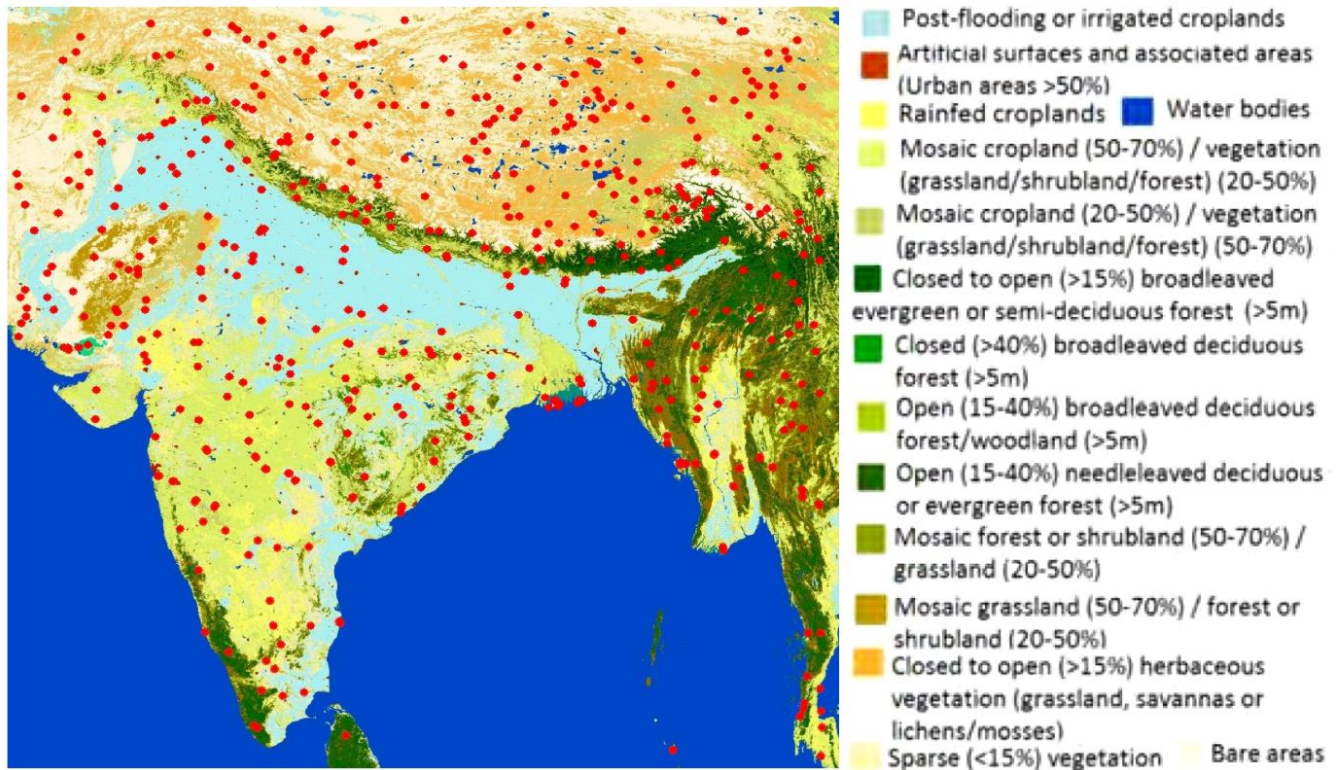 Post-flooding or irrigated croplands
Artificial surfaces and associated areas
(Urban areas >50%)
Rainfed croplands Water bodies
Mosaic cropland (50-70%) / vegetation
(grassland/shrubland/forest) (20-50%)
Mosaic cropland (20-50%) / vegetation
(grassland/shrubland/forest) (50-70%)
Closed to open (>15%) broadleaved
evergreen or semi-deciduous forest (>5m)
Closed (>40%) broadleaved deciduous
forest (>5m)
Open (15-40%) broadleaved deciduous
forest/woodland (>5m)
Open (15-40%) needleleaved deciduous
or evergreen forest (>5m)
Mosaic forest or shrubland (50-70%) /
grassland (20-50%)
Mosaic grassland (50-70%) / forest or
shrubland (20-50%)
Closed to open (>15%) herbaceous
vegetation (grassland, savannas or
lichens/mosses)
Sparse (<15%) vegetation Bare areas